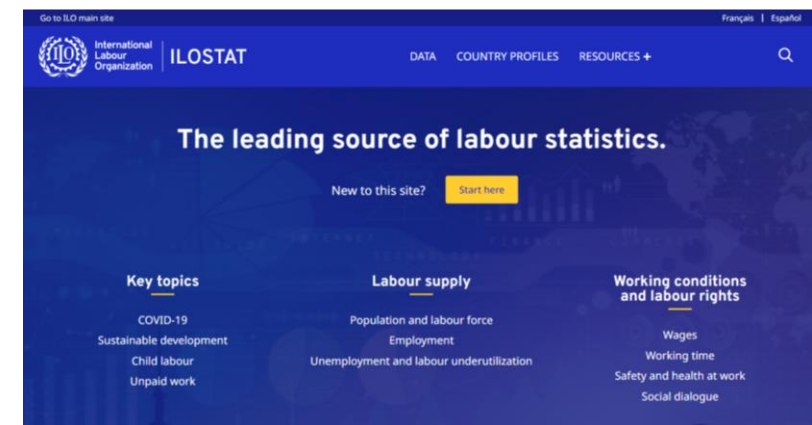 Go to ILO main site
Français | Español
ILO
International
Labour
Organization
ILOSTAT
DATA COUNTRY PROFILES RESOURCES +
The leading source of labour statistics.
New to this site? Start here
Key topics
COVID-19
Sustainable development
Child labour
Unpaid work
Labour supply
Population and labour force
Employment
Unemployment and labour underutilization
Working conditions
and labour rights
Wages
Working time
Safety and health at work
Social dialogue